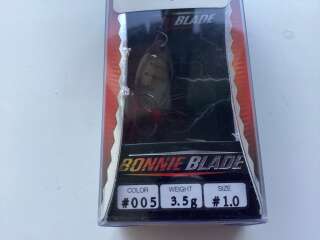 BLADE
BONNIE BLADE
COLOR WEIGHT SIZE
#005 3.5g #1.0